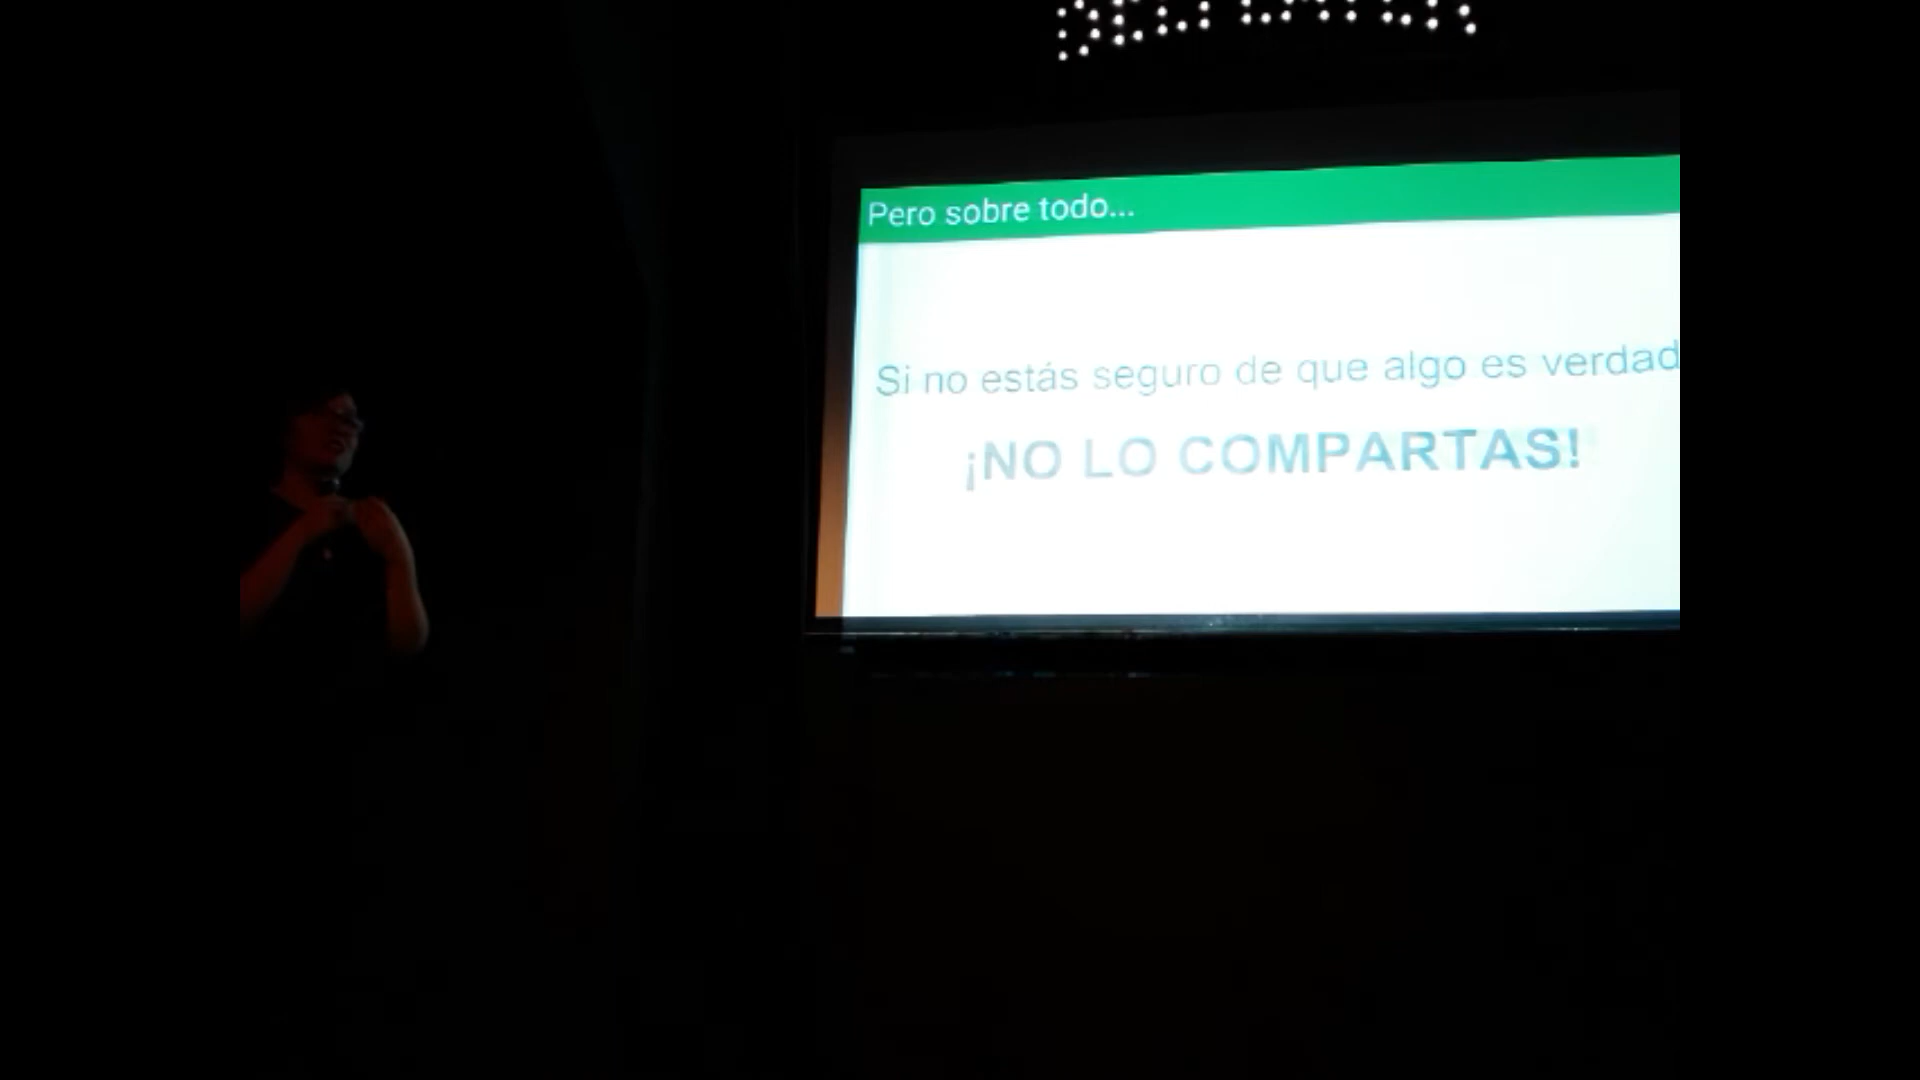 Pero sobre todo...
Si no estás seguro de que algo es verdad
¡NO LO COMPARTAS!